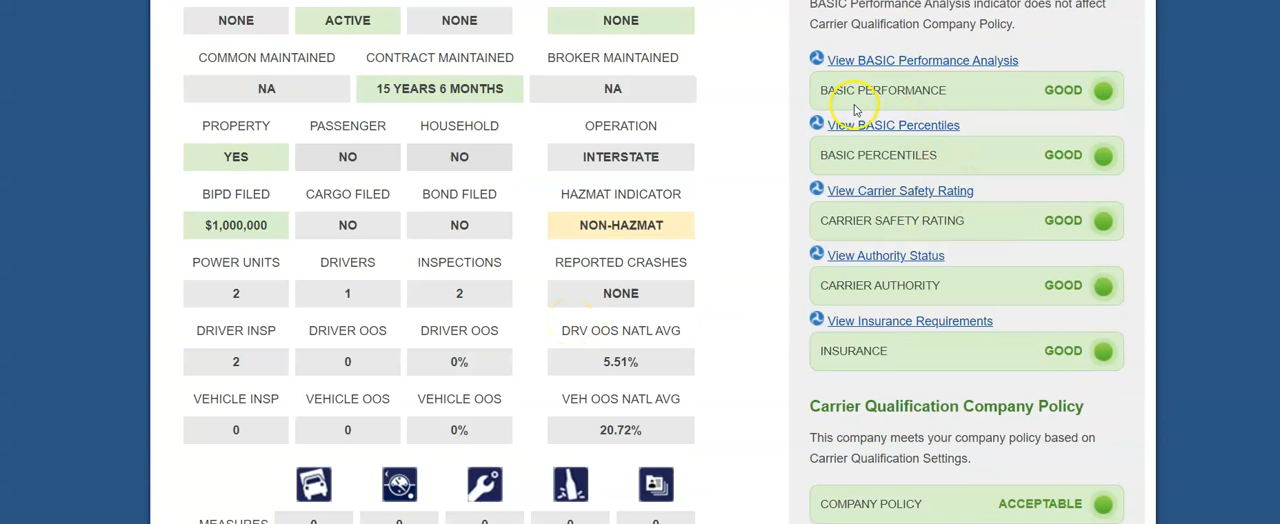 NONE ACTIVE NONE NONE
COMMON MAINTAINED CONTRACT MAINTAINED BROKER MAINTAINED
NA 15 YEARS 6 MONTHS NA
PROPERTY PASSENGER HOUSEHOLD OPERATION
YES NO NO INTERSTATE
BIPD FILED CARGO FILED BOND FILED HAZMAT INDICATOR
$1,000,000 NO NO NON-HAZMAT
POWER UNITS DRIVERS INSPECTIONS REPORTED CRASHES
2 1 2 NONE
DRIVER INSP DRIVER OOS DRIVER OOS DRV OOS NATL AVG
2 0 0% 5.51%
VEHICLE INSP VEHICLE OOS VEHICLE OOS VEH OOS NATL AVG
0 0 0% 20.72%
MEASURES 0 0 0 0 0
BASIC Performance Analysis indicator does not affect
Carrier Qualification Company Policy.
View BASIC Performance Analysis
BASIC PERFORMANCE GOOD
View BASIC Percentiles
BASIC PERCENTILES GOOD
View Carrier Safety Rating
CARRIER SAFETY RATING GOOD
View Authority Status
CARRIER AUTHORITY GOOD
View Insurance Requirements
INSURANCE GOOD
Carrier Qualification Company Policy
This company meets your company policy based on
Carrier Qualification Settings.
COMPANY POLICY ACCEPTABLE